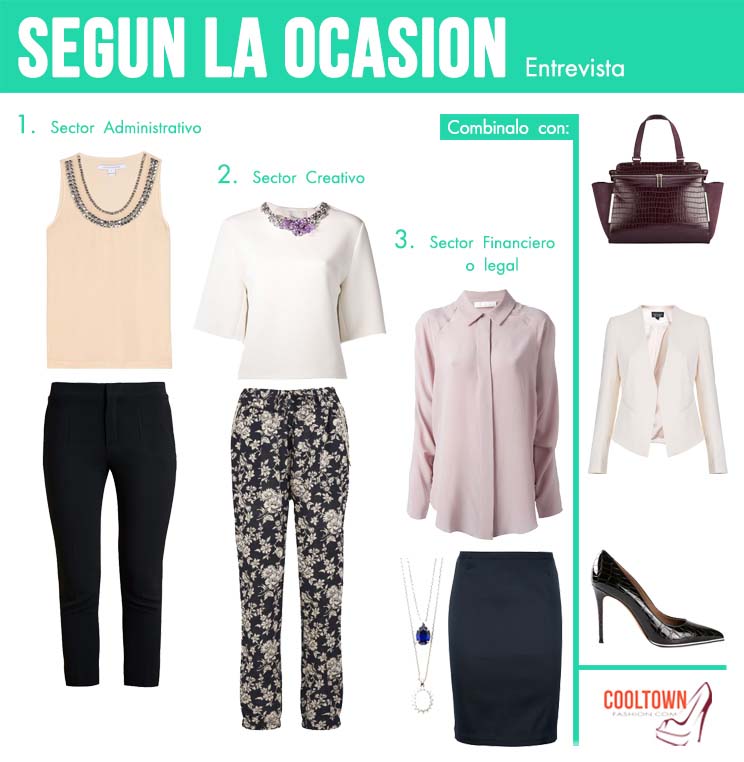 SEGUN LA OCASION Entrevista
1. Sector Administrativo
2. Sector Creativo
3. Sector Financiero
o legal
Combinalo con:
COOLTOWN
FASHION.COM